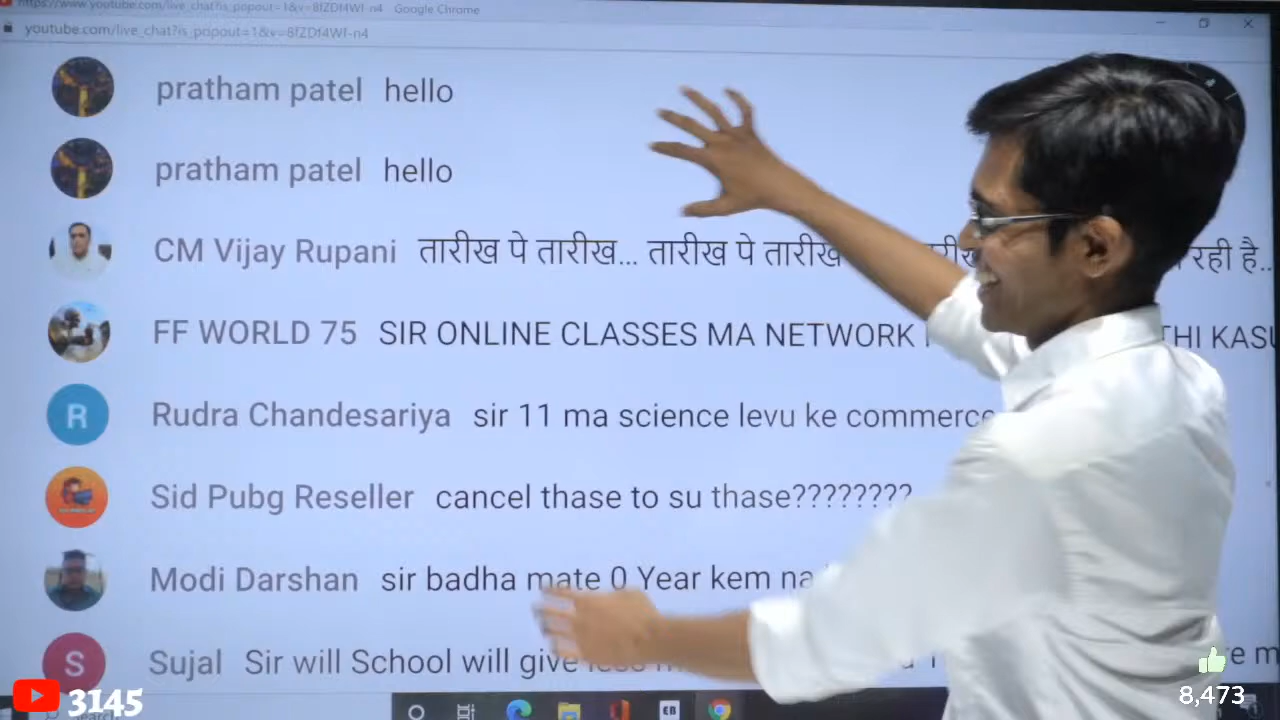 https://www.youtube.com/live_chat?is_popout=1&v=8fZDf4Wf-n4 - Google Chrome
youtube.com/live_chat?is_popout=1&v=8fZDf4Wf-n4
pratham patel hello
pratham patel hello
CM Vijay Rupani तारीख पे तारीख... तारीख पे तारीख रही है...
FF WORLD 75 SIR ONLINE CLASSES MA NETWORK
Rudra Chandesariya sir 11 ma science levu ke commerce
Sid Pubg Reseller cancel thase to su thase????????
Modi Darshan sir badha mate 0 Year kem na
Sujal Sir will School will give less
3145
8,473